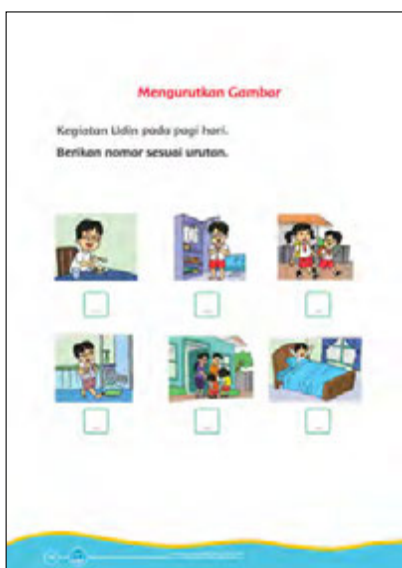 Mengurutkan Gambar
Kegiatan Udin pada pagi hari.
Berikan nomor sesuai urutan.